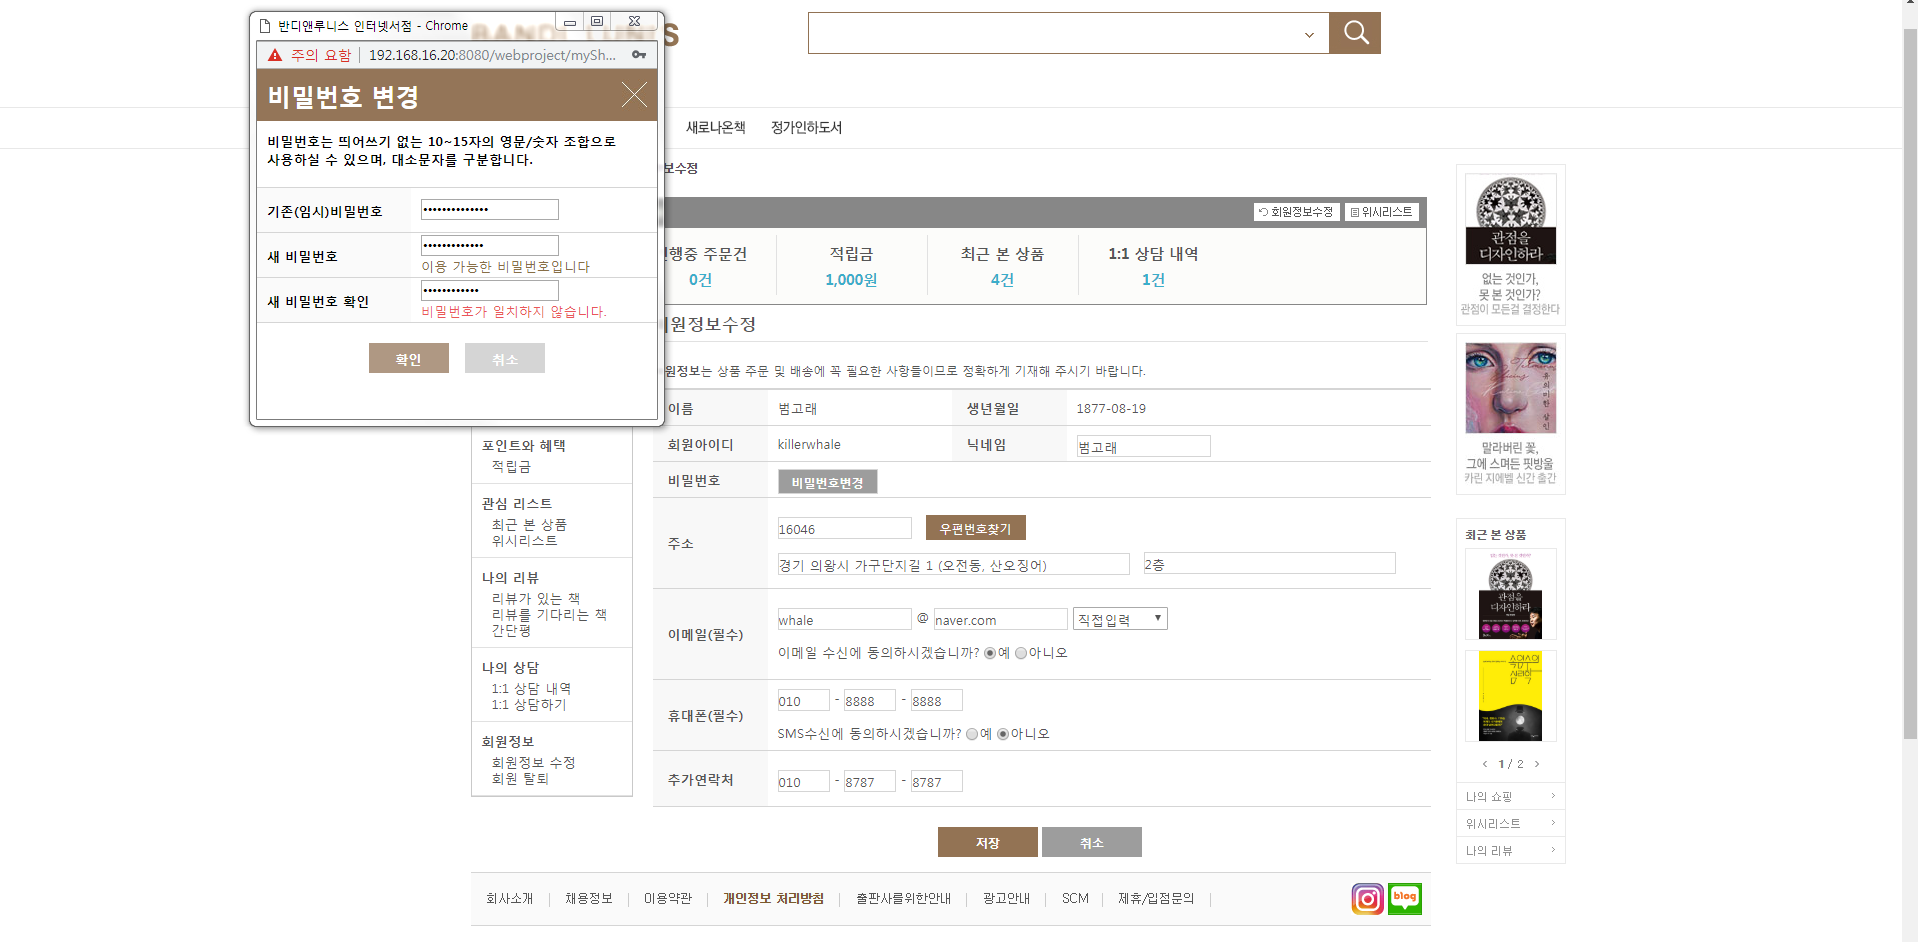 반디앤루니스 인터넷서점 - Chrome
주의 요함 | 192.168.16.20:8080/webproject/mySh...
비밀번호 변경
비밀번호는 띄어쓰기 없는 10~15자의 영문/숫자 조합으로
사용하실 수 있으며, 대소문자를 구분합니다.
기존(임시)비밀번호 ••••••••••••••
새 비밀번호 •••••••••••••
이용 가능한 비밀번호입니다
새 비밀번호 확인 ••••••••••••
비밀번호가 일치하지 않습니다.
확인 취소
새로나온책 정가인하도서
보수정
회원정보수정 위시리스트
행중 주문건 적립금 최근 본 상품 1:1 상담 내역
0건 1,000원 4건 1건
원정보수정
원정보는 상품 주문 및 배송에 꼭 필요한 사항들이므로 정확하게 기재해 주시기 바랍니다.
이름 범고래 생년월일 1877-08-19
회원아이디 killerwhale 닉네임 범고래
비밀번호 비밀번호변경
주소 16046 우편번호찾기
경기 의왕시 가구단지길 1 (오전동, 산오징어) 2층
이메일(필수) whale @ naver.com 직접입력
이메일 수신에 동의하시겠습니까? 예 아니오
휴대폰(필수) 010 - 8888 - 8888
SMS수신에 동의하시겠습니까? 예 아니오
추가연락처 010 - 8787 - 8787
저장 취소
포인트와 혜택
적립금
관심 리스트
최근 본 상품
위시리스트
나의 리뷰
리뷰가 있는 책
리뷰를 기다리는 책
간단평
나의 상담
1:1 상담 내역
1:1 상담하기
회원정보
회원정보 수정
회원 탈퇴
관점을
디자인하라
없는 것인가,
못 본 것인가?
관점이 모든걸 결정한다
유의미한 살인
말라버린 꽃,
그에 스며든 핏방울
카린 지에벨 신간 출간
최근 본 상품
관점을
디자인하라
< 1 / 2 >
나의 쇼핑 >
위시리스트 >
나의 리뷰 >
회사소개 | 채용정보 | 이용약관 | 개인정보 처리방침 | 출판사를위한안내 | 광고안내 | SCM | 제휴/입점문의 |
blog